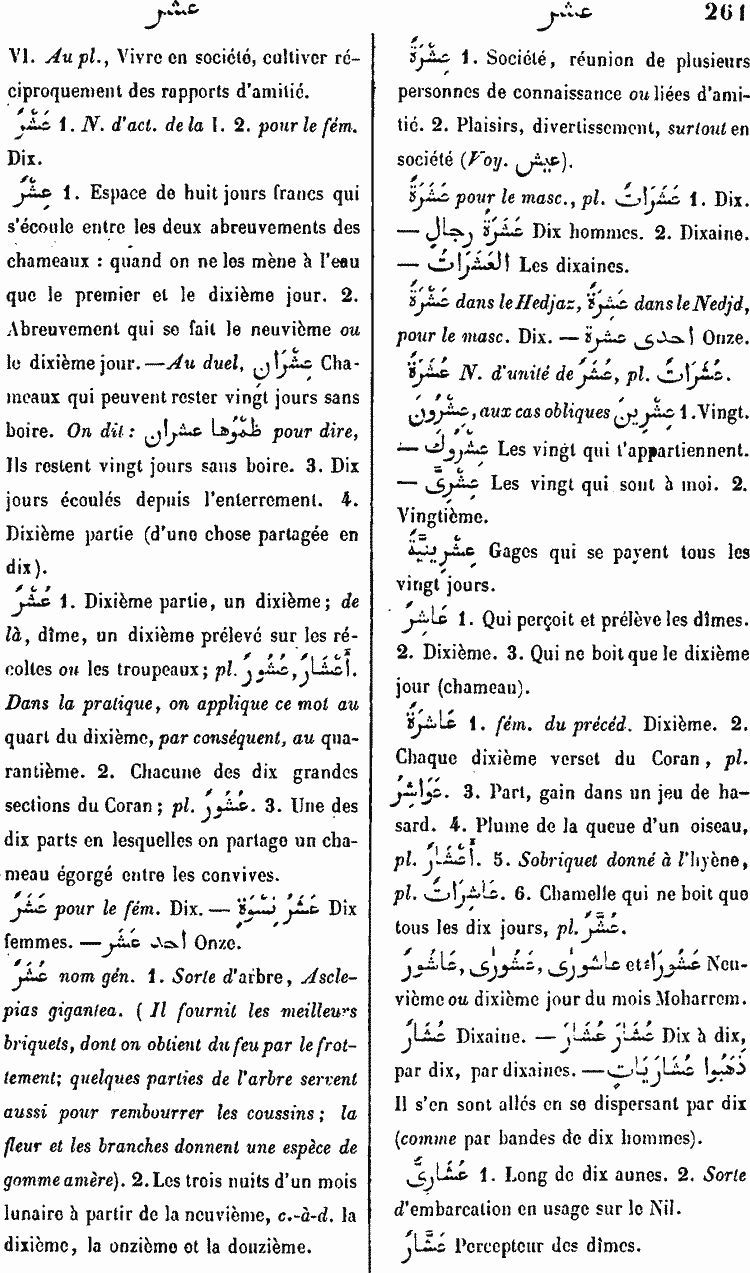 عشر
عشر
261
VI. Au pl., Vivre en société, cultiver ré-
ciproquement des rapports d'amitié.
عَشْرٌ 1. N. d'act. de la I. 2. pour le fém.
Dix.
عِشْرٌ 1. Espace de huit jours francs qui
s'écoule entre les deux abreuvements des
chameaux : quand on ne les mène à l'eau
que le premier et le dixième jour. 2.
Abreuvement qui se fait le neuvième ou
le dixième jour. — Au duel, عِشْرَانِ Cha-
meaux qui peuvent rester vingt jours sans
boire. On dit : ظَمْؤُها عشران pour dire,
Ils restent vingt jours sans boire. 3. Dix
jours écoulés depuis l'enterrement. 4.
Dixième partie (d'une chose partagée en
dix).
عُشْرٌ 1. Dixième partie, un dixième; de
là, dîme, un dixième prélevé sur les ré-
coltes ou les troupeaux; pl. عُشُورٌ, أَعْشَارٌ.
Dans la pratique, on applique ce mot au
quart du dixième, par conséquent, au qua-
rantième. 2. Chacune des dix grandes
sections du Coran; pl. عُشُورٌ. 3. Une des
dix parts en lesquelles on partage un cha-
meau égorgé entre les convives.
عَشَرٌ pour le fém. Dix. — عَشَرُ نِسْوَةٍ Dix
femmes. — احد عَشَر Onze.
عُشَرٌ nom gén. 1. Sorte d'arbre, Ascle-
pias gigantea. ( Il fournit les meilleurs
briquets, dont on obtient du feu par le frot-
tement; quelques parties de l'arbre servent
aussi pour rembourrer les coussins; la
fleur et les branches donnent une espèce de
gomme amère). 2. Les trois nuits d'un mois
lunaire à partir de la neuvième, c.-à-d. la
dixième, la onzième et la douzième.
عِشْرَةٌ 1. Société, réunion de plusieurs
personnes de connaissance ou liées d'ami-
tié. 2. Plaisirs, divertissement, surtout en
société (Voy. عيش).
عَشَرَةٌ pour le masc., pl. عَشَرَاتٌ 1. Dix.
— عَشَرَةُ رِجالٍ Dix hommes. 2. Dixaine.
— العَشَرَاتُ Les dixaines.
عَشْرَةٌ dans le Hedjaz, عَشِرَةٌ dans le Nedjd,
pour le masc. Dix. — احدى عشرة Onze.
عُشَرَةٌ N. d'unité de عُشَرٌ, pl. عُشَرَاتٌ.
عِشْرُونَ, aux cas obliques عِشْرِينَ 1. Vingt.
— عِشْرُوكَ Les vingt qui t'appartiennent.
— عِشْرِىَّ Les vingt qui sont à moi. 2.
Vingtième.
عِشْرِينِيَّةٌ Gages qui se payent tous les
vingt jours.
عَاشِرٌ 1. Qui perçoit et prélève les dîmes.
2. Dixième. 3. Qui ne boit que le dixième
jour (chameau).
عَاشِرَةٌ 1. fém. du précéd. Dixième. 2.
Chaque dixième verset du Coran, pl.
عَوَاشِرُ. 3. Part, gain dans un jeu de ha-
sard. 4. Plume de la queue d'un oiseau,
pl. أَعْشَارٌ. 5. Sobriquet donné à l'hyène,
pl. عَاشِرَاتٌ. 6. Chamelle qui ne boit que
tous les dix jours, pl. عُشَّرٌ.
عَشُورَاءُ et عاشورى, عَشُورَى, عَاشُورٌ Neu-
vième ou dixième jour du mois Moharrem.
عُشَارٌ Dixaine. — عُشَارَ عُشَارَ Dix à dix,
par dix, par dixaines. — ذَهَبُوا عُشَارَيَاتٍ
Il s'en sont allés en se dispersant par dix
(comme par bandes de dix hommes).
عُشَارِىٌّ 1. Long de dix aunes. 2. Sorte
d'embarcation en usage sur le Nil.
عَشَّارٌ Percepteur des dîmes.